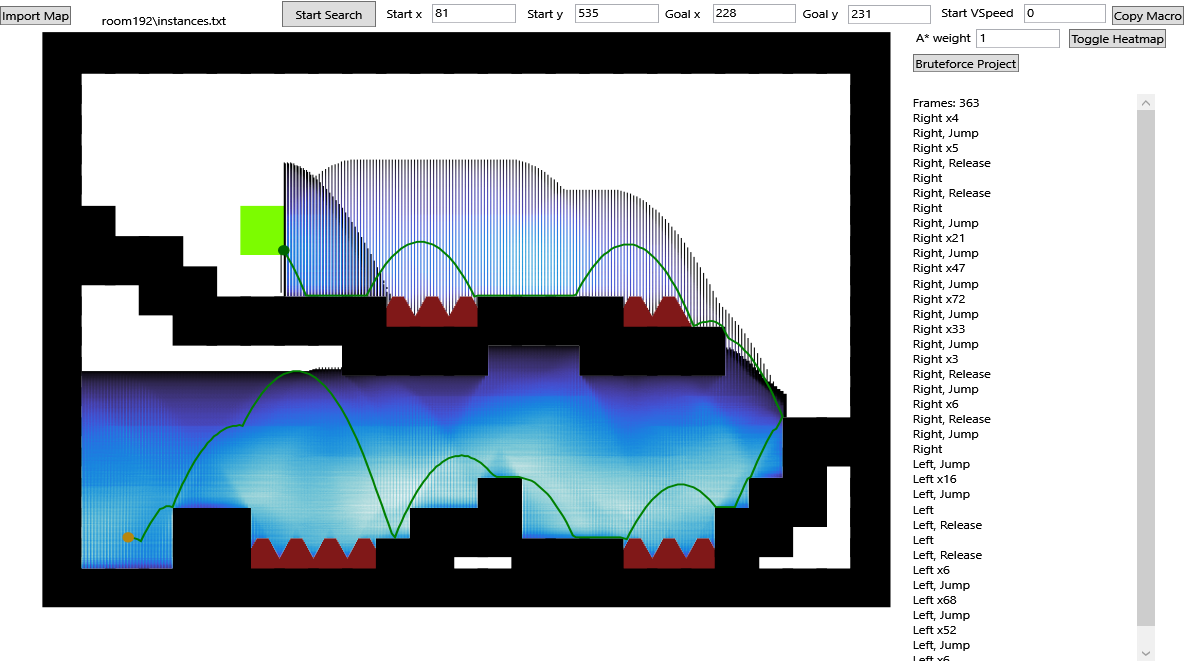 Import Map
room192\instances.txt
Start Search
Start x 81
Start y 535
Goal x 228
Goal y 231
Start VSpeed 0
Copy Macro
A* weight 1
Toggle Heatmap
Bruteforce Project
Frames: 363
Right x4
Right, Jump
Right x5
Right, Release
Right
Right, Release
Right
Right, Jump
Right x21
Right, Jump
Right x47
Right, Jump
Right x72
Right, Jump
Right x33
Right, Jump
Right x3
Right, Release
Right, Jump
Right x6
Right, Release
Right, Jump
Right
Left, Jump
Left x16
Left, Jump
Left
Left, Release
Left
Left, Release
Left x6
Left, Jump
Left x68
Left, Jump
Left x52
Left, Jump
Left x6